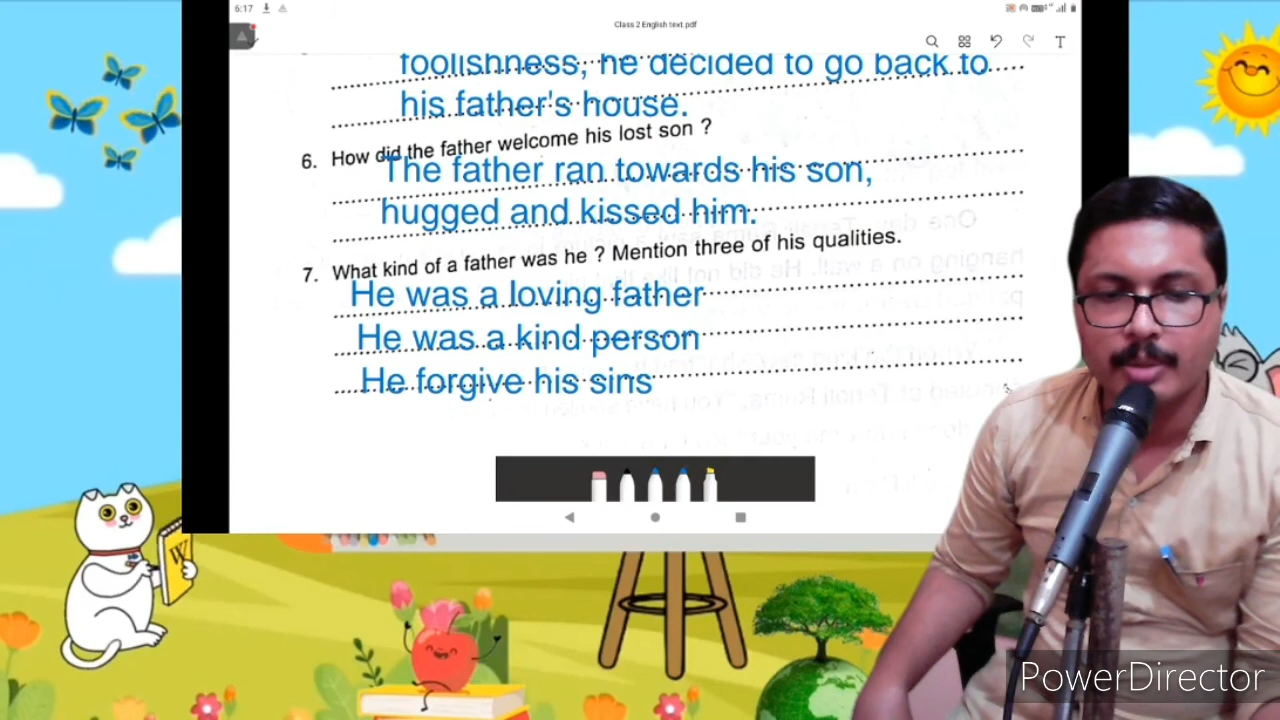 6:17
Class 2 English text.pdf
T
foolishness, he decided to go back to
his father's house.
6. How did the father welcome his lost son ?
The father ran towards his son,
hugged and kissed him.
7. What kind of a father was he ? Mention three of his qualities.
He was a loving father
He was a kind person
He forgive his sins
W
PowerDirector